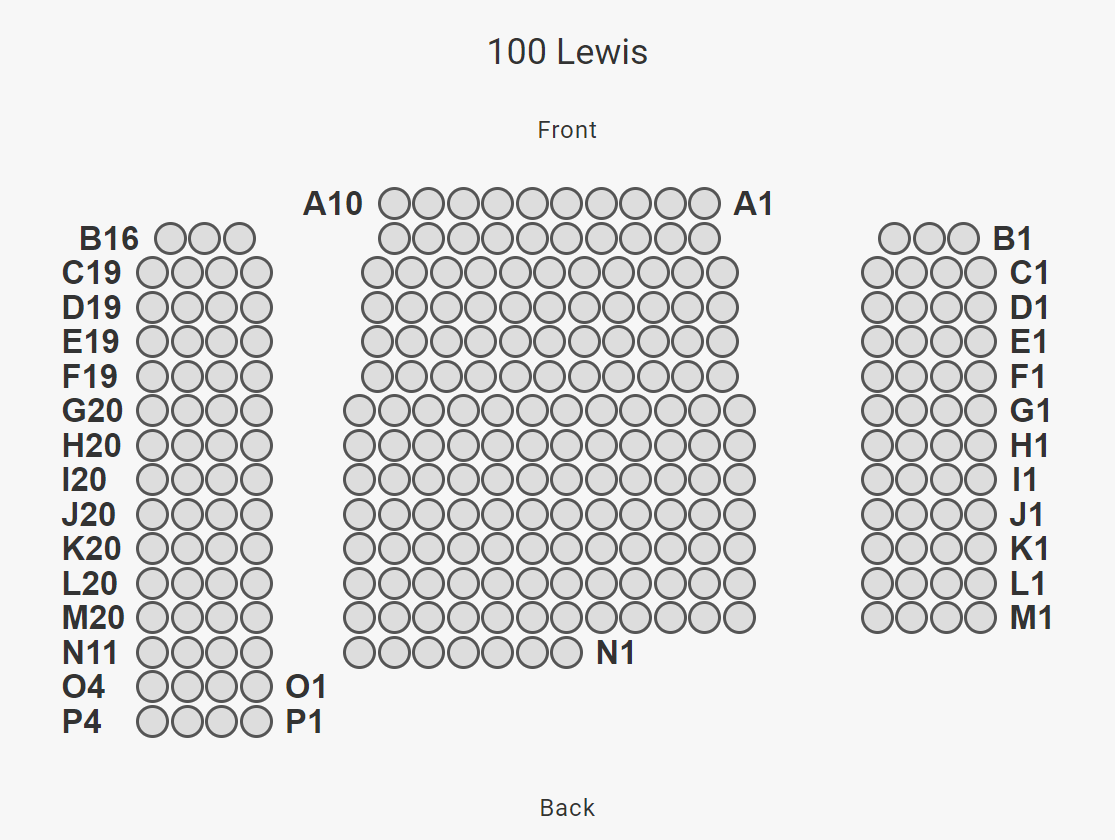 100 Lewis
Front
A10 A1
B16 B1
C19 C1
D19 D1
E19 E1
F19 F1
G20 G1
H20 H1
I20 I1
J20 J1
K20 K1
L20 L1
M20 M1
N11 N1
O4 O1
P4 P1
Back